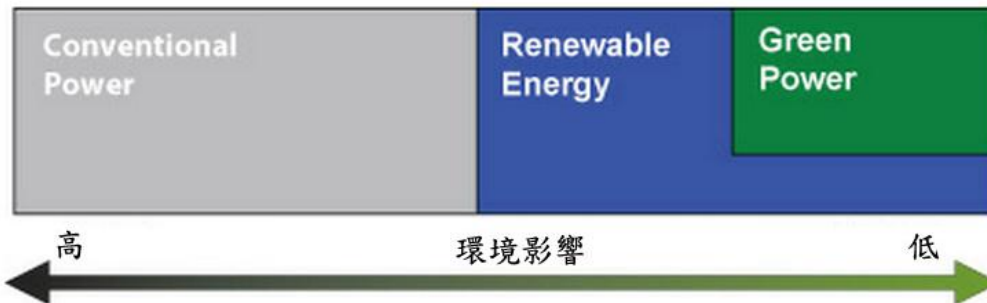 Conventional
Power
Renewable
Energy
Green
Power
高
環境影響
低